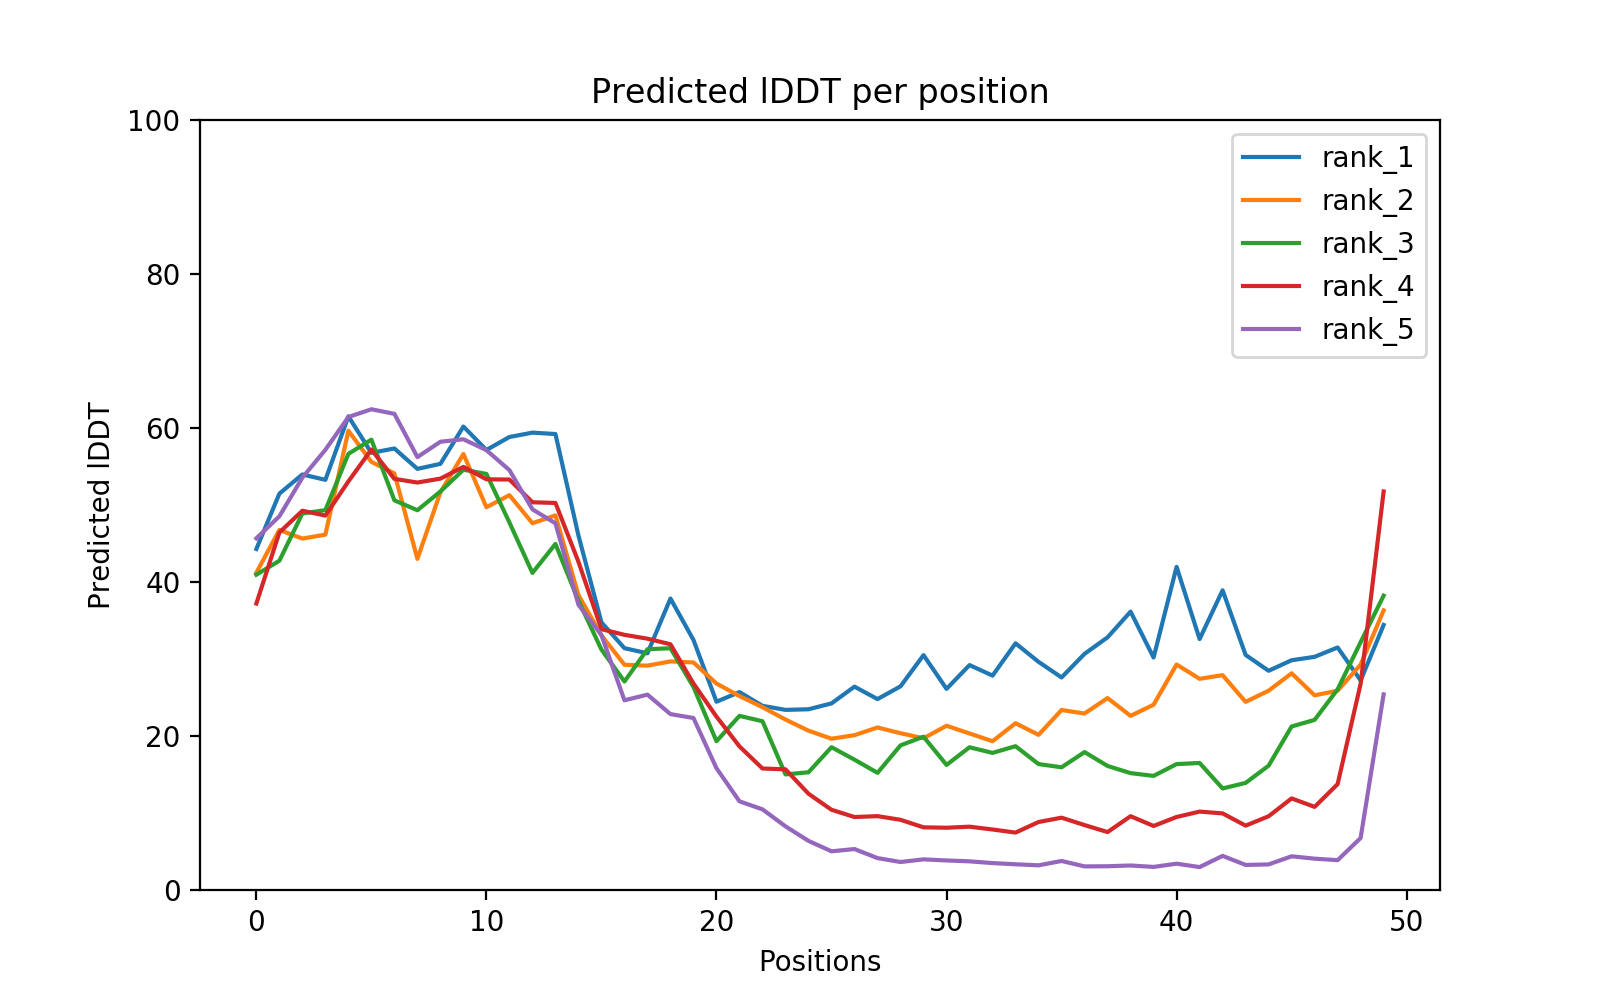 Predicted lDDT per position
100
80
60
40
20
0
Predicted lDDT
rank_1
rank_2
rank_3
rank_4
rank_5
0 10 20 30 40 50
Positions